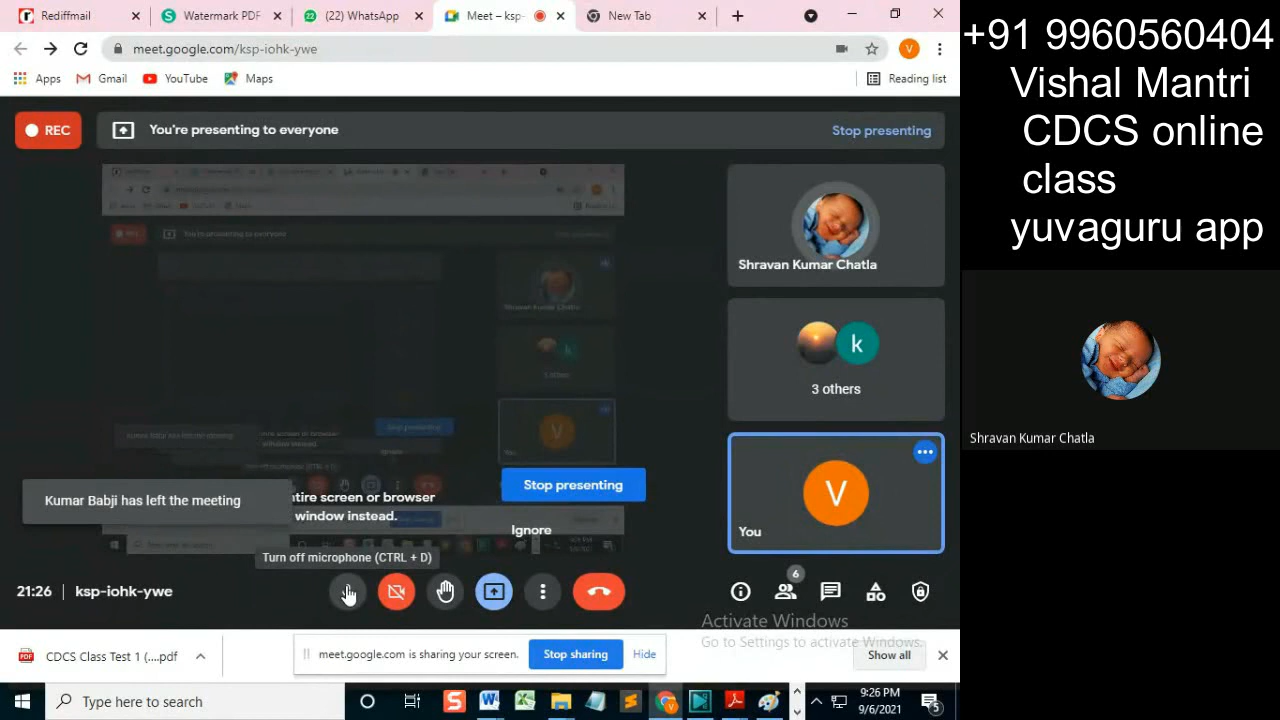 Rediffmail
Watermark PDF
(22) WhatsApp
Meet – ksp-
New Tab
meet.google.com/ksp-iohk-ywe
V
Apps
Gmail
YouTube
Maps
Reading list
REC
You're presenting to everyone
Stop presenting
Shravan Kumar Chatla
k
3 others
V
You
Stop presenting
Kumar Babji has left the meeting
ntire screen or browser
window instead.
Ignore
Turn off microphone (CTRL + D)
21:26 | ksp-iohk-ywe
6
Activate Windows
Go to Settings to activate Windows.
CDCS Class Test 1 (....pdf
meet.google.com is sharing your screen.
Stop sharing
Hide
Show all
Type here to search
9:26 PM
9/6/2021
5
+91 9960560404
Vishal Mantri
CDCS online
class
yuvaguru app
Shravan Kumar Chatla